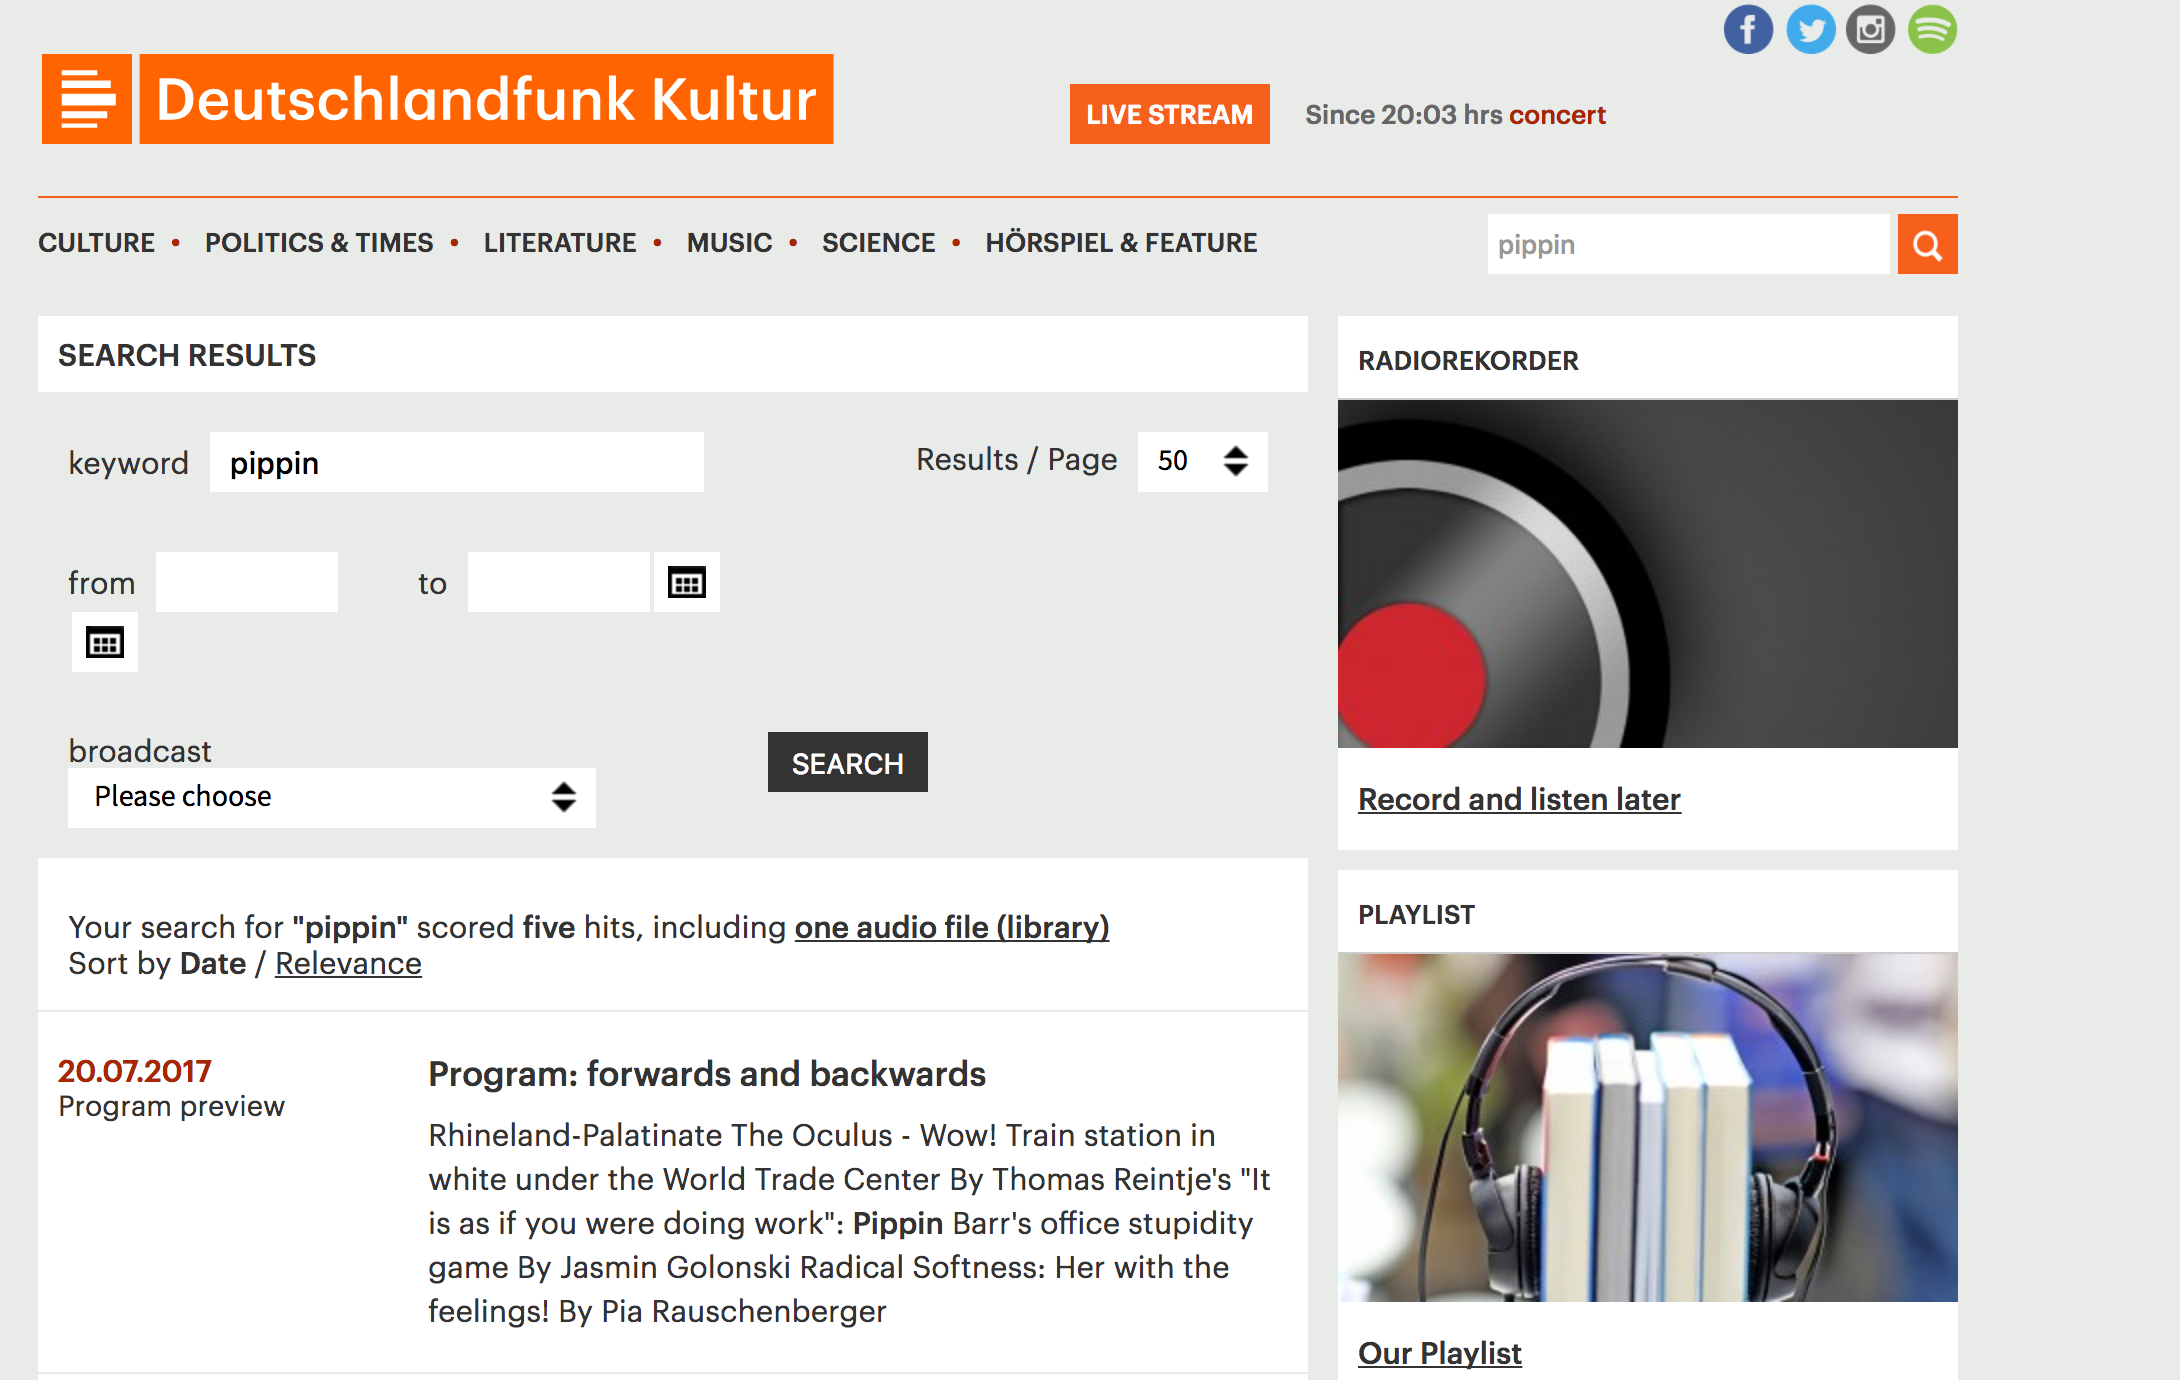 Deutschlandfunk Kultur
LIVE STREAM
Since 20:03 hrs concert
CULTURE • POLITICS & TIMES • LITERATURE • MUSIC • SCIENCE • HÖRSPIEL & FEATURE
pippin
SEARCH RESULTS
keyword
pippin
Results / Page
50
from
to
broadcast
Please choose
SEARCH
Your search for "pippin" scored five hits, including one audio file (library)
Sort by Date / Relevance
20.07.2017
Program preview
Program: forwards and backwards
Rhineland-Palatinate The Oculus - Wow! Train station in
white under the World Trade Center By Thomas Reintje's "It
is as if you were doing work": Pippin Barr's office stupidity
game By Jasmin Golonski Radical Softness: Her with the
feelings! By Pia Rauschenberger
RADIOREKORDER
Record and listen later
PLAYLIST
Our Playlist